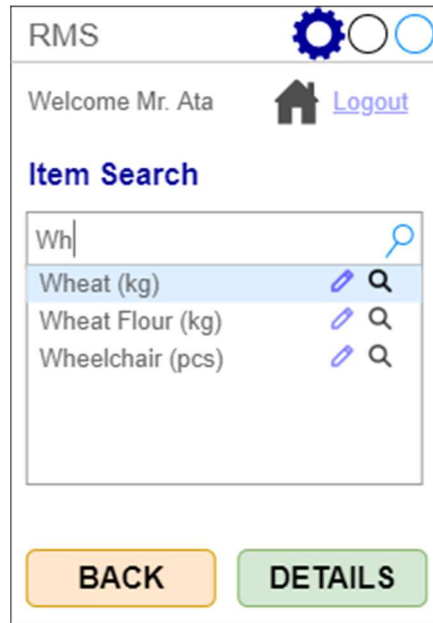 RMS
Welcome Mr. Ata Logout
Item Search
Wh
Wheat (kg)
Wheat Flour (kg)
Wheelchair (pcs)
BACK DETAILS